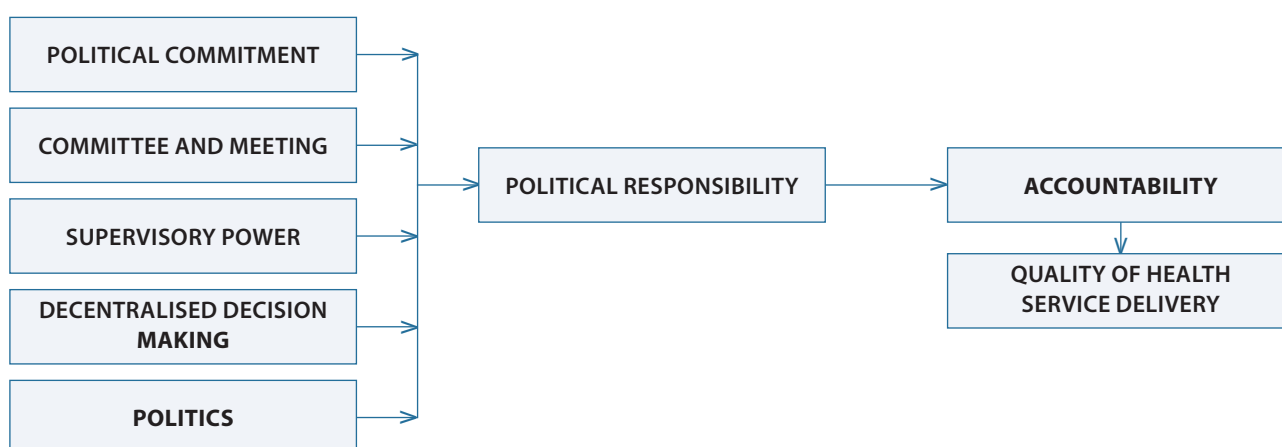 POLITICAL COMMITMENT
COMMITTEE AND MEETING
SUPERVISORY POWER
DECENTRALISED DECISION
MAKING
POLITICS
POLITICAL RESPONSIBILITY
ACCOUNTABILITY
QUALITY OF HEALTH
SERVICE DELIVERY